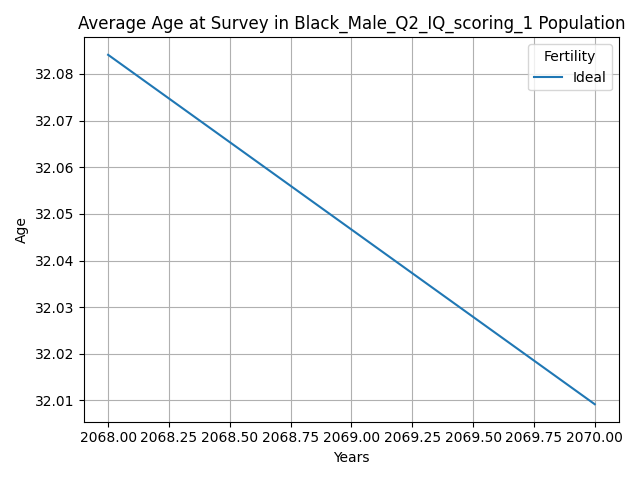 Average Age at Survey in Black_Male_Q2_IQ_scoring_1 Population
Fertility
Ideal
32.08
32.07
32.06
32.05
32.04
32.03
32.02
32.01
Age
2068.00 2068.25 2068.50 2068.75 2069.00 2069.25 2069.50 2069.75 2070.00
Years